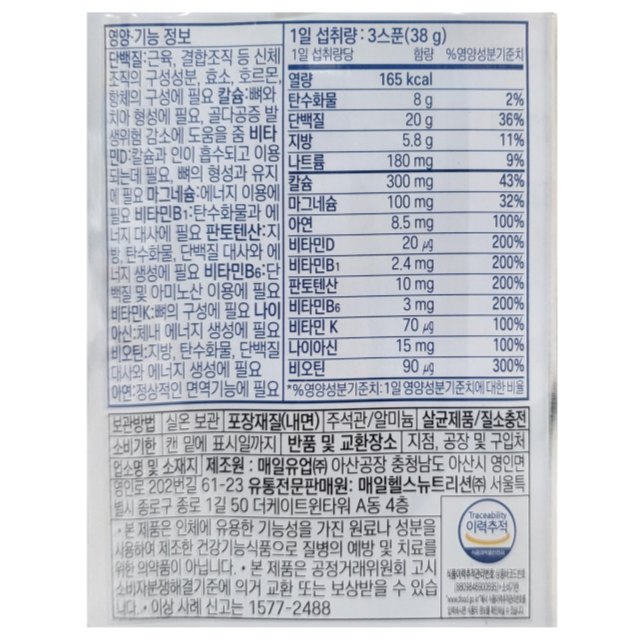 영양·기능 정보
단백질:근육, 결합조직 등 신체
조직의 구성성분, 효소, 호르몬,
항체의 구성에 필요 칼슘:뼈와
치아 형성에 필요, 골다공증 발
생위험 감소에 도움을 줌 비타
민D:칼슘과 인이 흡수되고 이용
되는데 필요, 뼈의 형성과 유지
에 필요 마그네슘:에너지 이용에
필요 비타민B1:탄수화물과 에
너지 대사에 필요 판토텐산:지
방, 탄수화물, 단백질 대사와 에
너지 생성에 필요 비타민B6:단
백질 및 아미노산 이용에 필요
비타민K:뼈의 구성에 필요 나이
아신:체내 에너지 생성에 필요
비오틴:지방, 탄수화물, 단백질
대사와 에너지 생성에 필요
아연:정상적인 면역기능에 필요
1일 섭취량 : 3스푼(38 g)
1일 섭취량당 함량 %영양성분기준치
열량 165 kcal
탄수화물 8 g 2%
단백질 20 g 36%
지방 5.8 g 11%
나트륨 180 mg 9%
칼슘 300 mg 43%
마그네슘 100 mg 32%
아연 8.5 mg 100%
비타민D 20 ㎍ 200%
비타민B1 2.4 mg 200%
판토텐산 10 mg 200%
비타민B6 3 mg 200%
비타민 K 70 ㎍ 100%
나이아신 15 mg 100%
비오틴 90 ㎍ 300%
*%영양성분기준치:1일 영양성분기준치에 대한 비율
보관방법 실온 보관 포장재질(내면) 주석관/알미늄 살균제품/질소충전
소비기한 캔 밑에 표시일까지 반품 및 교환장소 지점, 공장 및 구입처
업소명 및 소재지 제조원 : 매일유업㈜ 아산공장 충청남도 아산시 영인면
영인로 202번길 61-23 유통전문판매원: 매일헬스뉴트리션㈜ 서울특
별시 종로구 종로 1길 50 더케이트윈타워 A동 4층
• 본 제품은 인체에 유용한 기능성을 가진 원료나 성분을
사용하여 제조한 건강기능식품으로 질병의 예방 및 치료를
위한 의약품이 아닙니다. • 본 제품은 공정거래위원회 고시
소비자분쟁해결기준에 의거 교환 또는 보상받을 수 있습
니다. • 이상 사례 신고는 1577-2488
Traceability
이력추적
식품이력추적관리번호